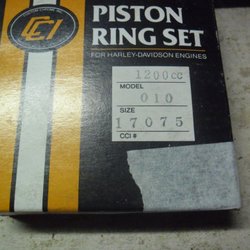 CCI
PISTON
RING SET
FOR HARLEY-DAVIDSON ENGINES
1200cc
MODEL
010
SIZE
17075
CCI #